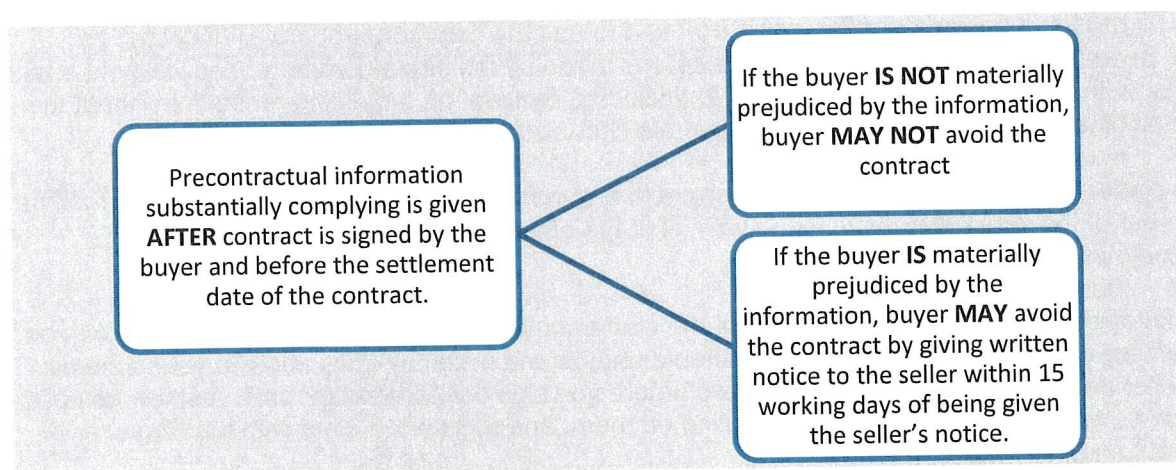 Precontractual information
substantially complying is given
AFTER contract is signed by the
buyer and before the settlement
date of the contract.
If the buyer IS NOT materially
prejudiced by the information,
buyer MAY NOT avoid the
contract
If the buyer IS materially
prejudiced by the
information, buyer MAY avoid
the contract by giving written
notice to the seller within 15
working days of being given
the seller's notice.